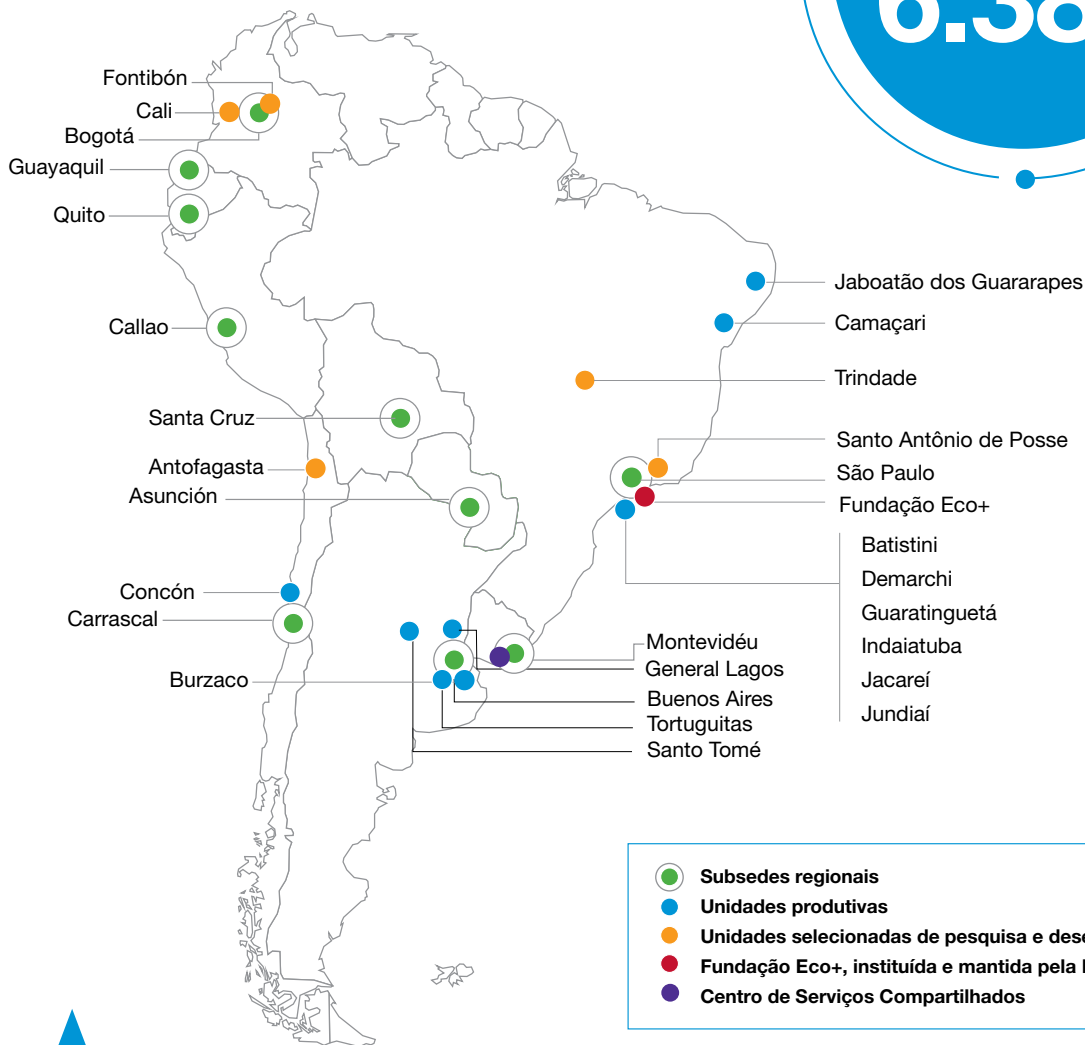 6.38
Fontibón
Cali
Bogotá
Guayaquil
Quito
Callao
Santa Cruz
Antofagasta
Asunción
Concón
Carrascal
Burzaco
Jaboatão dos Guararapes
Camaçari
Trindade
Santo Antônio de Posse
São Paulo
Fundação Eco+
Batistini
Demarchi
Guaratinguetá
Indaiatuba
Jacareí
Jundiaí
Montevidéu
General Lagos
Buenos Aires
Tortuguitas
Santo Tomé
Subsedes regionais
Unidades produtivas
Unidades selecionadas de pesquisa e
Fundação Eco+, instituída e mantida pela
Centro de Serviços Compartilhados